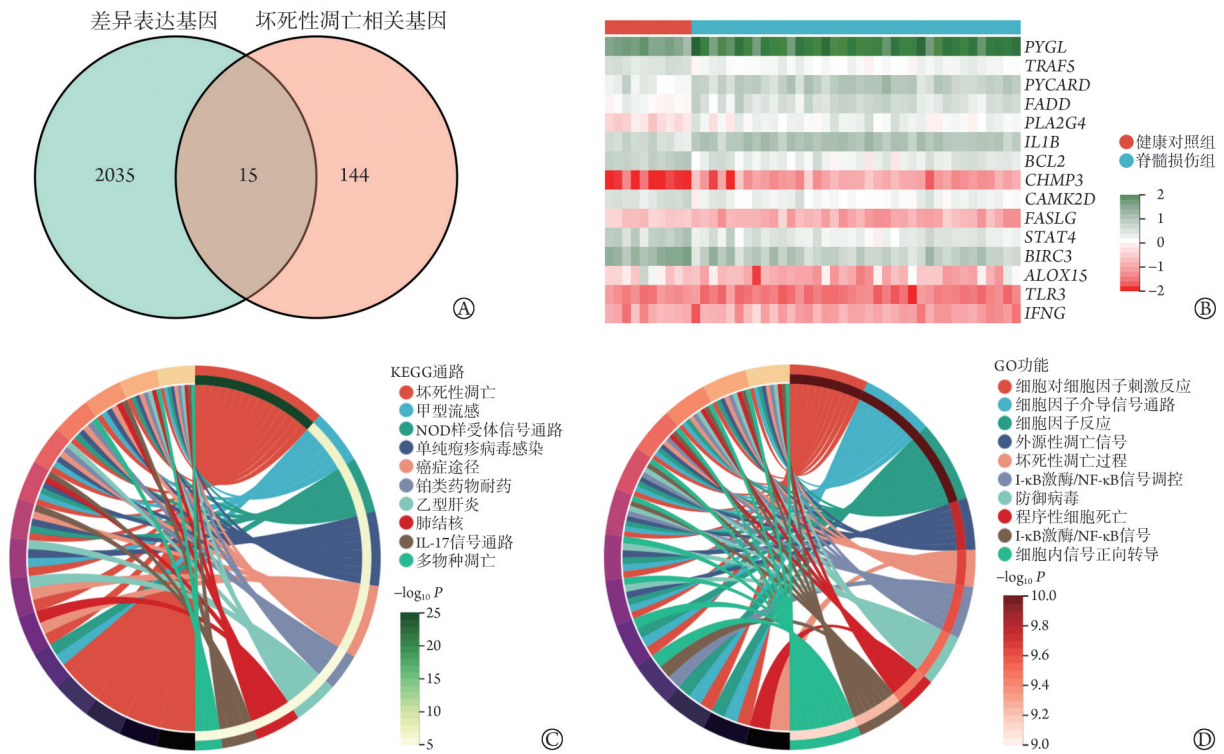 差异表达基因
坏死性凋亡相关基因
2035
15
144
Ⓐ
PYGL
TRAF5
PYCARD
FADD
PLA2G4
IL1B
BCL2
CHMP3
CAMK2D
FASLG
STAT4
BIRC3
ALOX15
TLR3
IFNG
健康对照组
脊髓损伤组
2
1
0
−1
−2
Ⓑ
KEGG通路
坏死性凋亡
甲型流感
NOD样受体信号通路
单纯疱疹病毒感染
癌症途径
铂类药物耐药
乙型肝炎
肺结核
IL-17信号通路
多物种凋亡
−log₁₀ P
25
20
15
10
5
Ⓒ
GO功能
细胞对细胞因子刺激反应
细胞因子介导信号通路
细胞因子反应
外源性凋亡信号
坏死性凋亡过程
I-κB激酶/NF-κB信号调控
防御病毒
程序性细胞死亡
I-κB激酶/NF-κB信号
细胞内信号正向转导
−log₁₀ P
10.0
9.8
9.6
9.4
9.2
9.0
Ⓓ